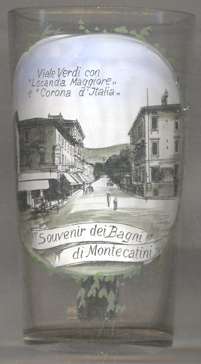 Viale Verdi con
"Locanda Maggiore„
e "Corona d'Italia„
Souvenir dei Bagni
di Montecatini